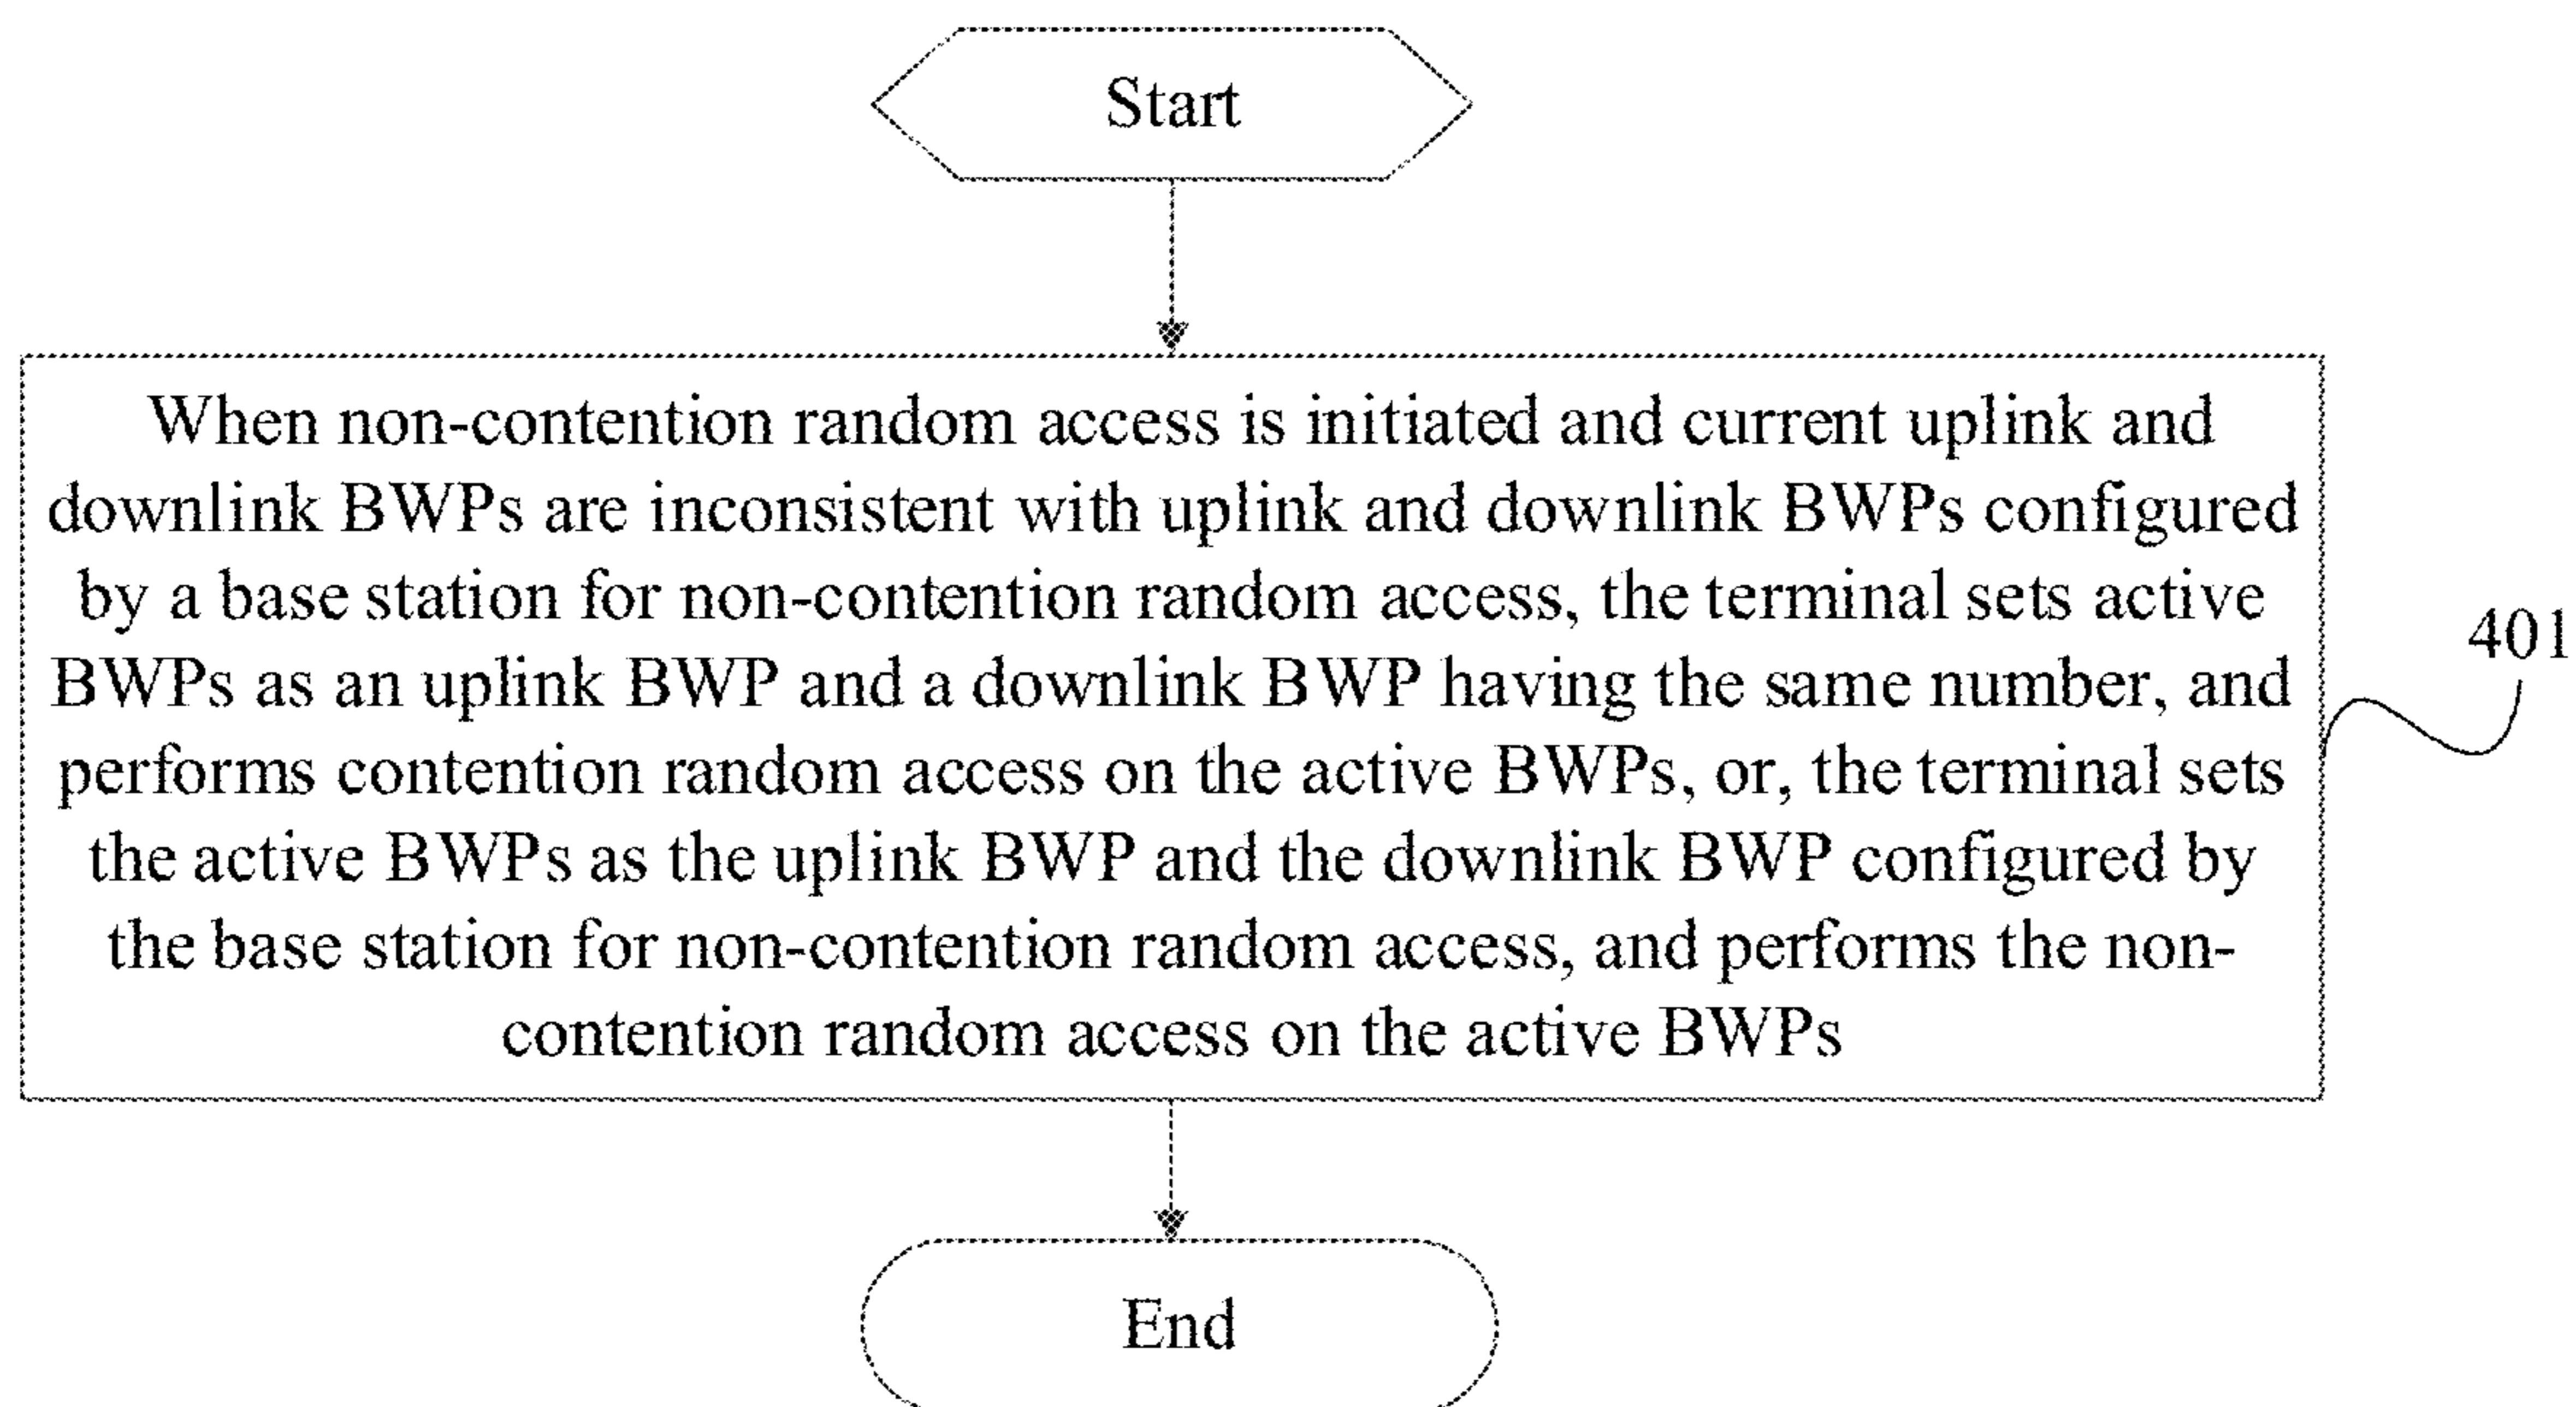 Start
When non-contention random access is initiated and current uplink and
downlink BWPs are inconsistent with uplink and downlink BWPs configured
by a base station for non-contention random access, the terminal sets active
BWPs as an uplink BWP and a downlink BWP having the same number, and
performs contention random access on the active BWPs, or, the terminal sets
the active BWPs as the uplink BWP and the downlink BWP configured by
the base station for non-contention random access, and performs the non-
contention random access on the active BWPs
401
End